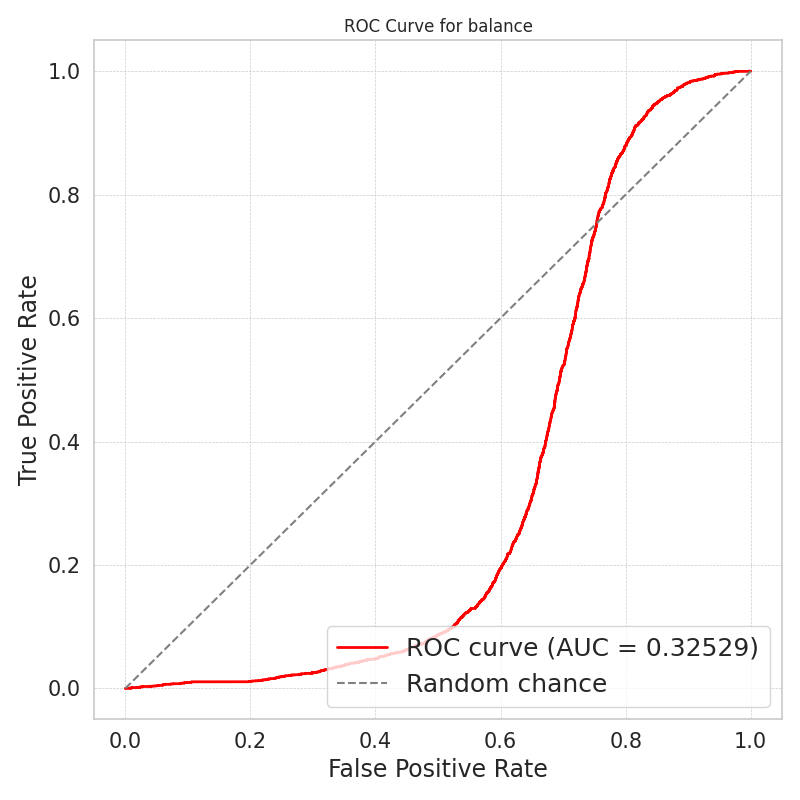 ROC Curve for balance
1.0
0.8
0.6
0.4
0.2
0.0
True Positive Rate
ROC curve (AUC = 0.32529)
Random chance
0.0 0.2 0.4 0.6 0.8 1.0
False Positive Rate